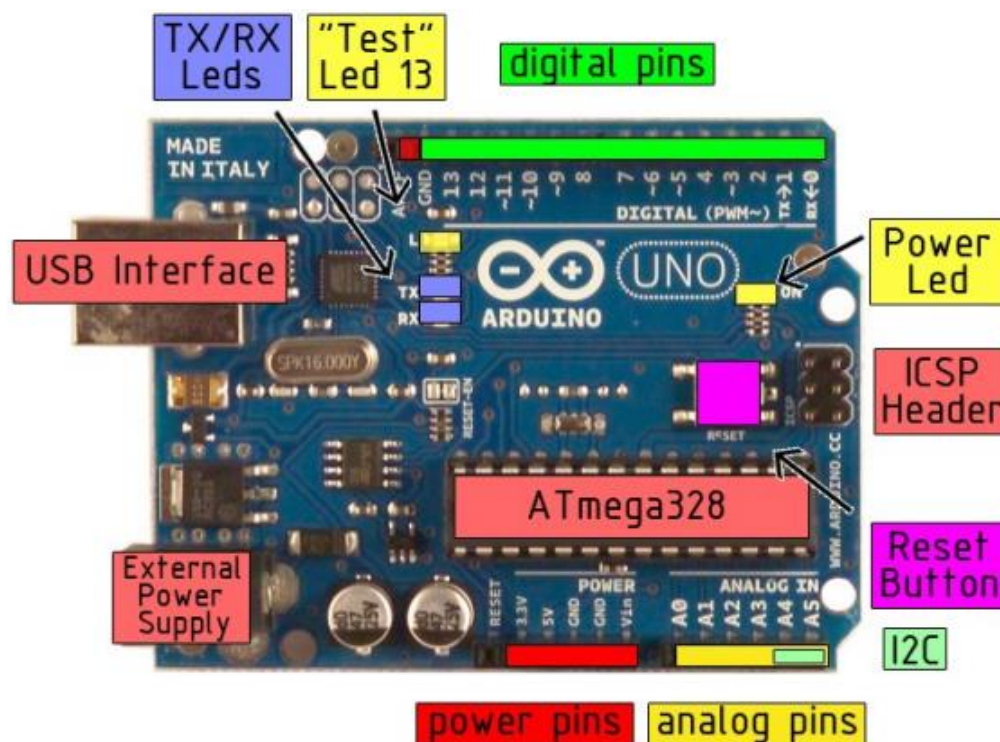 TX/RX
Leds
"Test"
Led 13
digital pins
MADE
IN ITALY
GND
13
12
~11
~10
~9
8
7
~6
~5
4
~3
2
TX→1
RX←0
DIGITAL (PWM~)
USB Interface
L
TX
RX
ARDUINO
UNO
ON
Power
Led
SPK16.000Y
RESET-EN
RESET
ICSP
ICSP
Header
WWW.ARDUINO.CC
ATmega328
Reset
Button
External
Power
Supply
POWER
ANALOG IN
RESET
3.3V
5V
GND
GND
Vin
A0
A1
A2
A3
A4
A5
I2C
power pins
analog pins